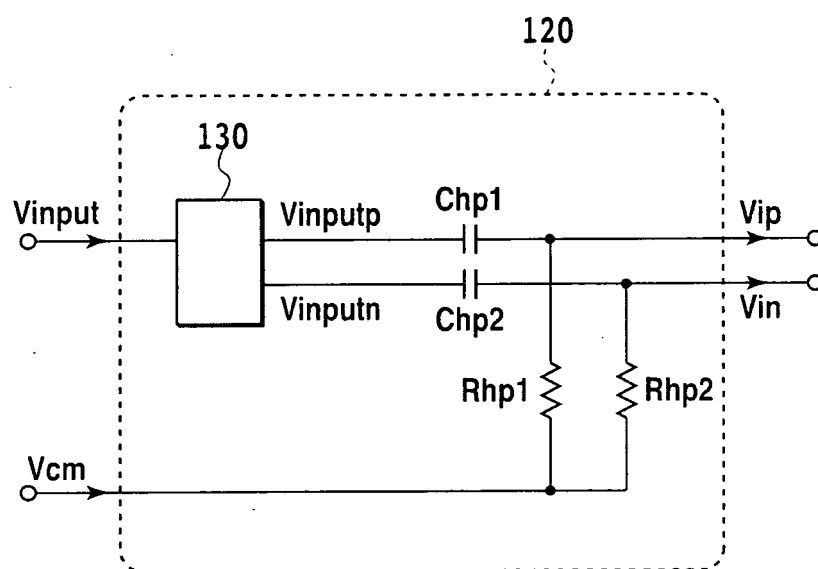 120
130
Vinput
Vinputp
Chp1
Vip
Vinputn
Chp2
Vin
Rhp1
Rhp2
Vcm